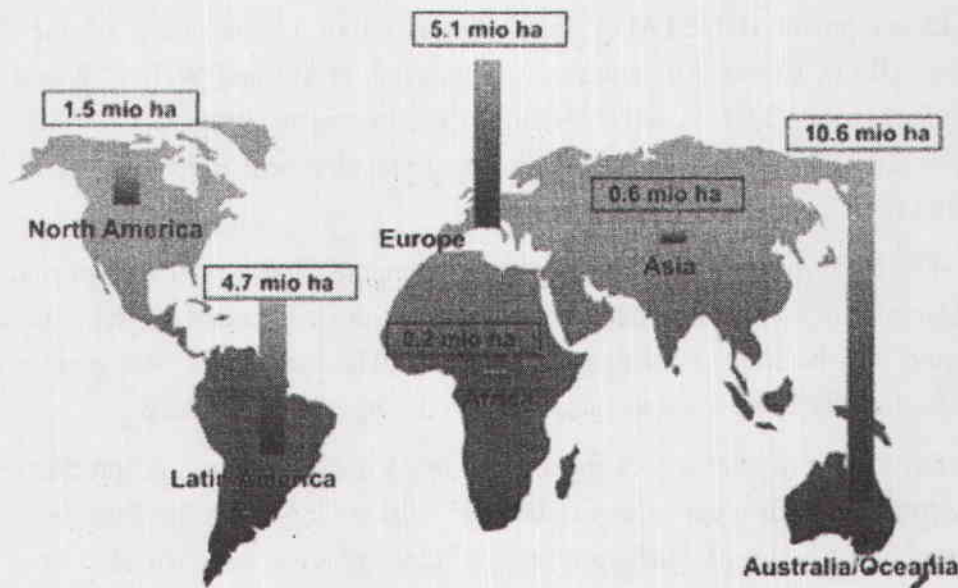 5.1 mio ha
1.5 mio ha
10.6 mio ha
0.6 mio ha
North America
Europe
Asia
4.7 mio ha
0.2 mio ha
Africa
Latin America
Australia/Oceania